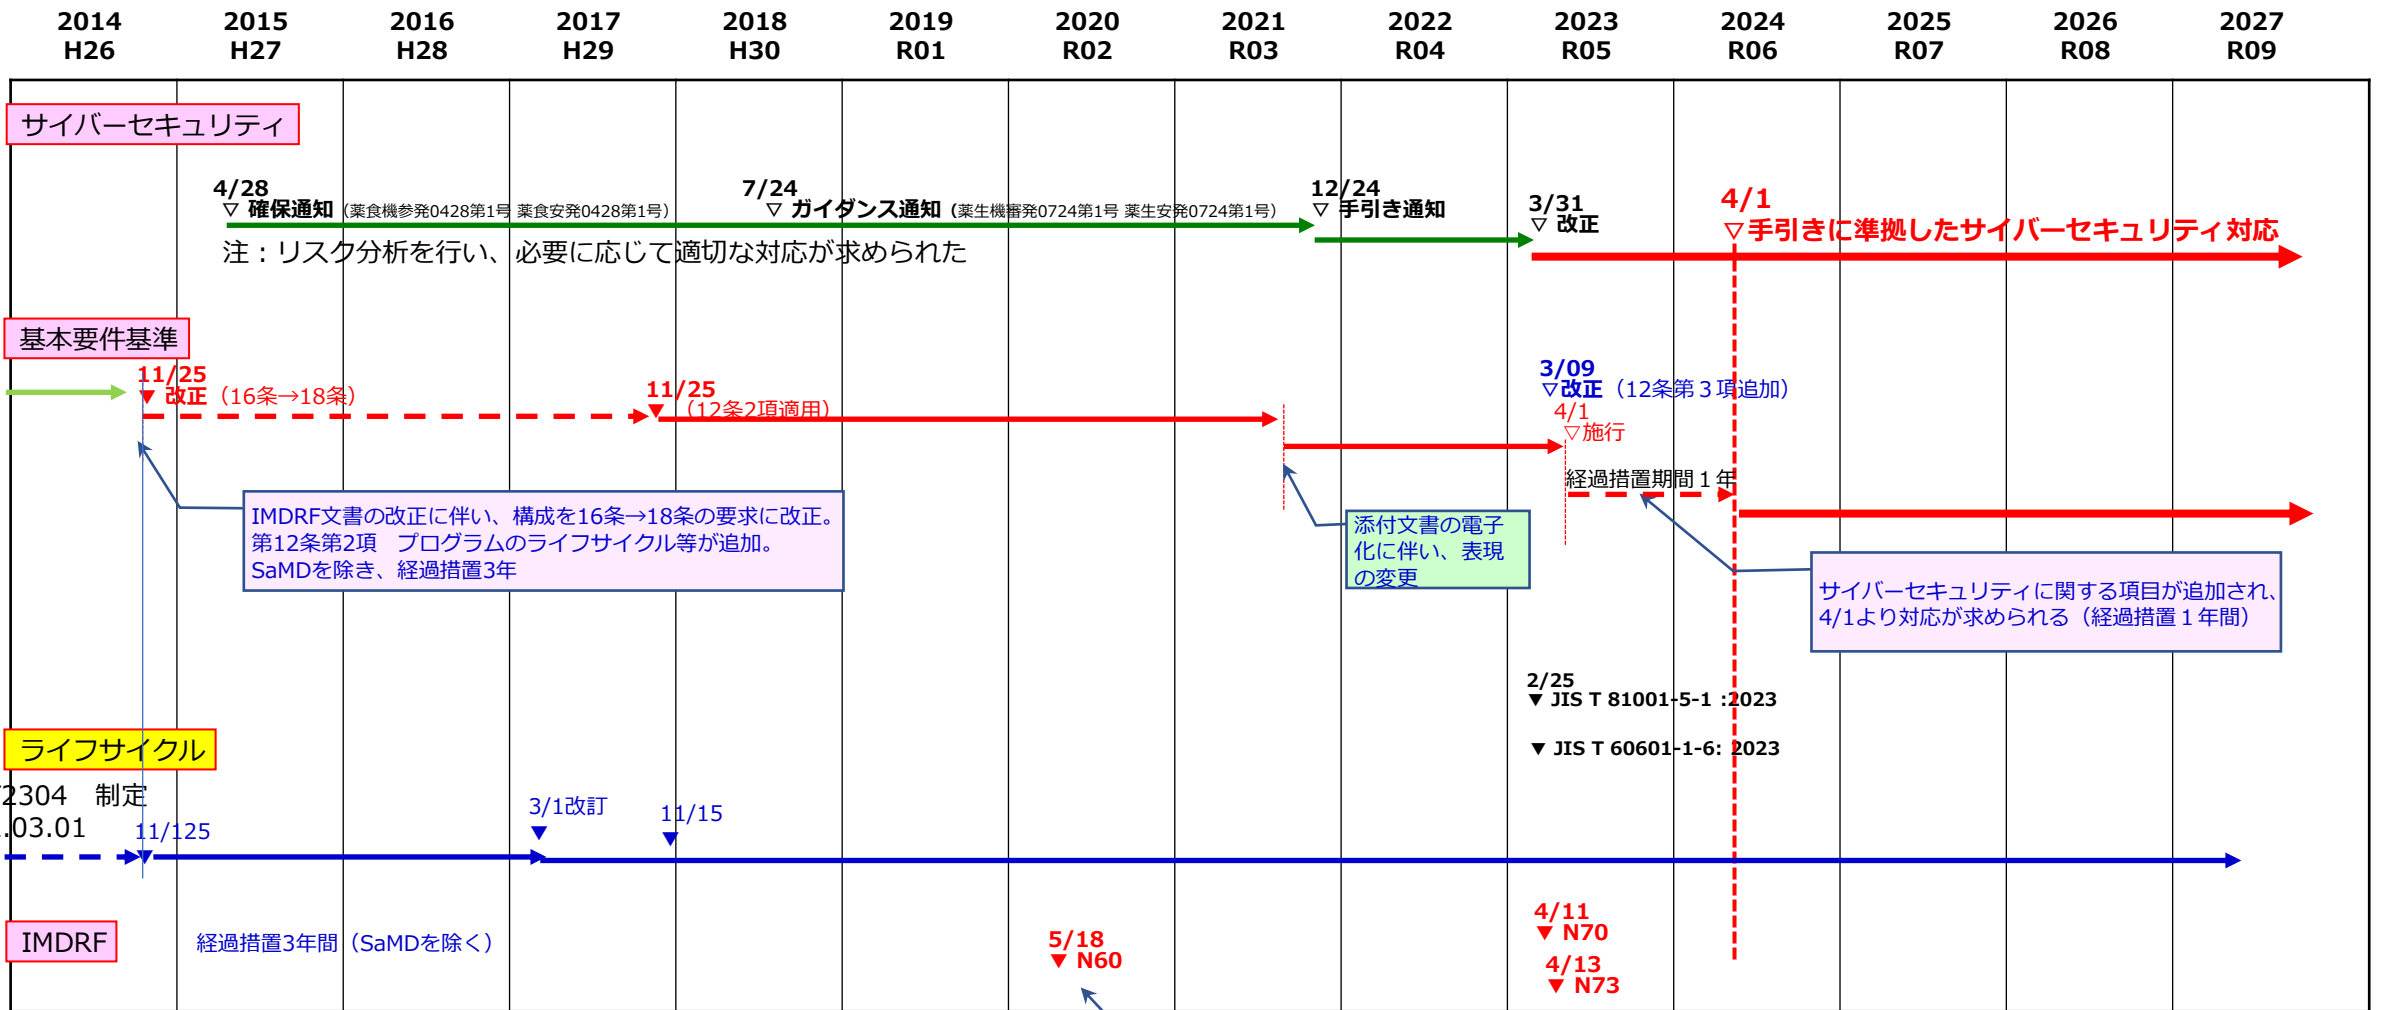 2014 2015 2016 2017 2018 2019 2020 2021 2022 2023 2024 2025 2026 2027
H26 H27 H28 H29 H30 R01 R02 R03 R04 R05 R06 R07 R08 R09
サイバーセキュリティ
4/28
▽ 確保通知（薬食機参発0428第1号 薬食安発0428第1号）
7/24
▽ ガイダンス通知（薬生機審発0724第1号 薬生安発0724第1号）
12/24
▽ 手引き通知
3/31
▽ 改正
4/1
▽手引きに準拠したサイバーセキュリティ対応
注：リスク分析を行い、必要に応じて適切な対応が求められた
基本要件基準
11/25
▼ 改正（16条→18条）
11/25
▼（12条2項適用）
3/09
▽改正（12条第３項追加）
4/1
▽施行
経過措置期間１年
IMDRF文書の改正に伴い、構成を16条→18条の要求に改正。
第12条第2項　プログラムのライフサイクル等が追加。
SaMDを除き、経過措置3年
添付文書の電子
化に伴い、表現
の変更
サイバーセキュリティに関する項目が追加され、
4/1より対応が求められる（経過措置１年間）
2/25
▼ JIS T 81001-5-1 :2023
▼ JIS T 60601-1-6: 2023
ライフサイクル
2304　制定
.03.01
11/125
▼
3/1改訂
▼
11/15
▼
IMDRF
経過措置3年間（SaMDを除く）
5/18
▼ N60
4/11
▼ N70
4/13
▼ N73